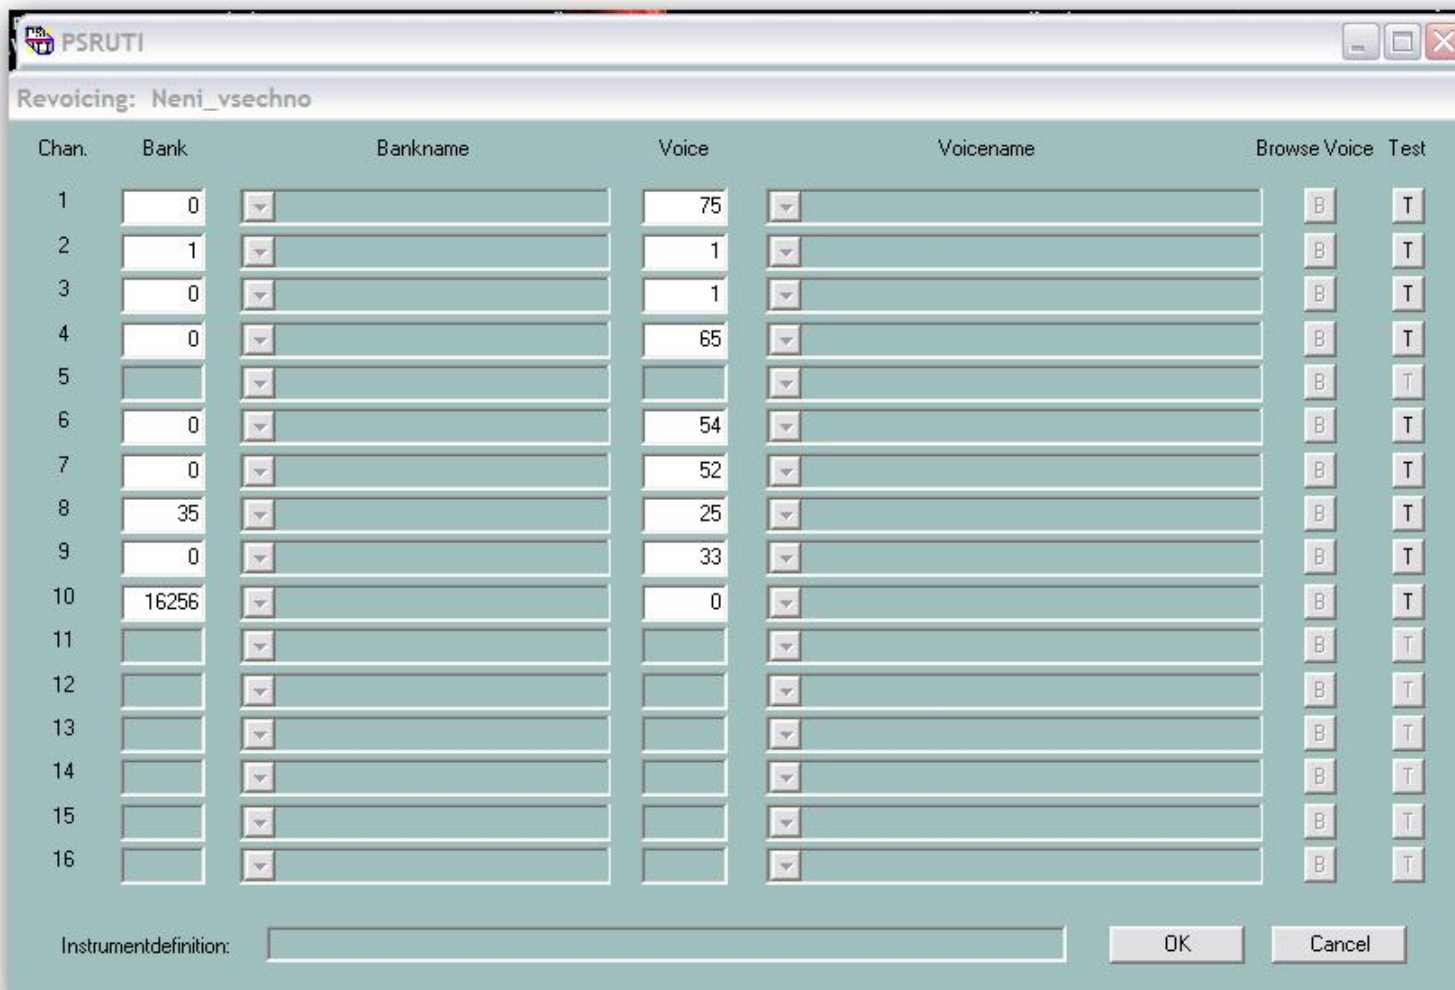 PSRUTI
Revoicing: Neni_vsechno
Chan. Bank Bankname Voice Voicename Browse Voice Test
1 0 75 B T
2 1 1 B T
3 0 1 B T
4 0 65 B T
5 B T
6 0 54 B T
7 0 52 B T
8 35 25 B T
9 0 33 B T
10 16256 0 B T
11 B T
12 B T
13 B T
14 B T
15 B T
16 B T
Instrumentdefinition: OK Cancel